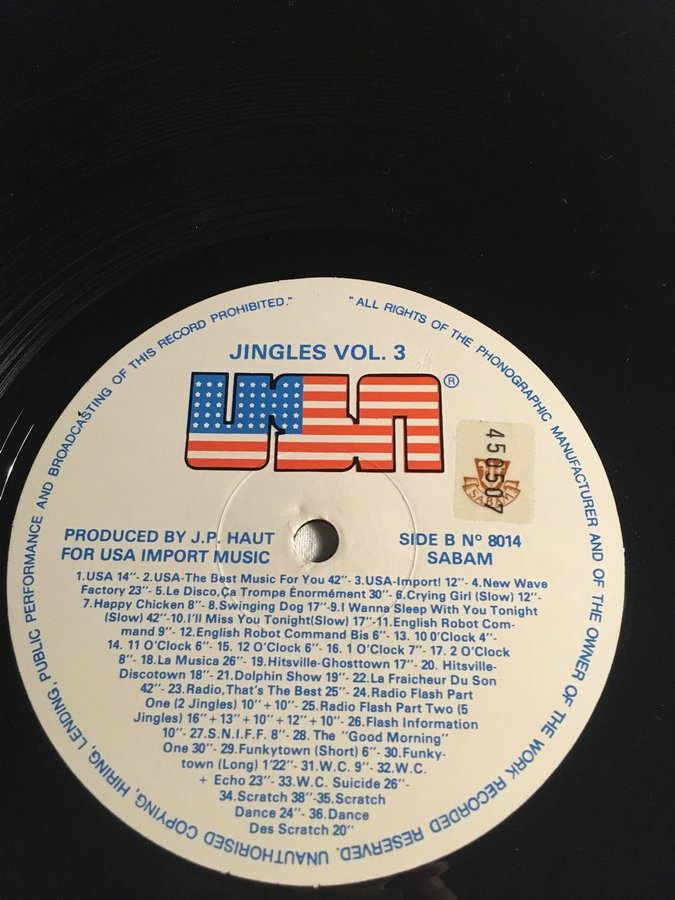 "ALL RIGHTS OF THE PHONOGRAPHIC MANUFACTURER AND OF THE OWNER OF THE WORK RECORDED RESERVED. UNAUTHORISED COPYING, HIRING, LENDING, PUBLIC PERFORMANCE AND BROADCASTING OF THIS RECORD PROHIBITED."
JINGLES VOL. 3
USA ®
450507
SABAM
PRODUCED BY J.P. HAUT
FOR USA IMPORT MUSIC
SIDE B Nº 8014
SABAM
1.USA 14"- 2.USA-The Best Music For You 42"- 3.USA-Import! 12"- 4.New Wave
Factory 23"- 5.Le Disco,Ça Trompe Énormément 30"- 6.Crying Girl (Slow) 12"-
7.Happy Chicken 8"- 8.Swinging Dog 17"-9.I Wanna Sleep With You Tonight
(Slow) 42"-10.I'll Miss You Tonight(Slow) 17"-11.English Robot Com-
mand 9"- 12.English Robot Command Bis 6"- 13. 10 O'Clock 4"-
14. 11 O'Clock 6"- 15. 12 O'Clock 6"- 16. 1 O'Clock 7"- 17. 2 O'Clock
8"- 18.La Musica 26"- 19.Hitsville-Ghosttown 17"- 20. Hitsville-
Discotown 18"- 21.Dolphin Show 19"- 22.La Fraicheur Du Son
42"- 23.Radio,That's The Best 25"- 24.Radio Flash Part
One (2 Jingles) 10"+10"- 25.Radio Flash Part Two (5
Jingles) 16"+13"+10"+12"+10"- 26.Flash Information
10"- 27.S.N.I.F.F. 8"- 28. The "Good Morning"
One 30"- 29.Funkytown (Short) 6"- 30.Funky-
town (Long) 1'22"- 31.W.C. 9"- 32.W.C.
+ Echo 23"- 33.W.C. Suicide 26"-
34.Scratch 38"-35.Scratch
Dance 24"- 36.Dance
Des Scratch 20"